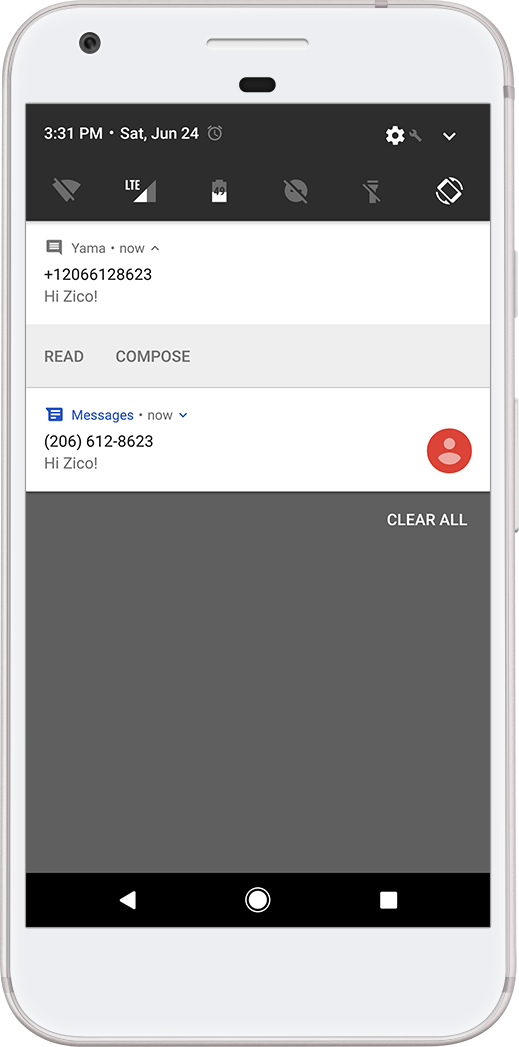 3:31 PM • Sat, Jun 24
LTE
49
Yama • now
+12066128623
Hi Zico!
READ COMPOSE
Messages • now
(206) 612-8623
Hi Zico!
CLEAR ALL